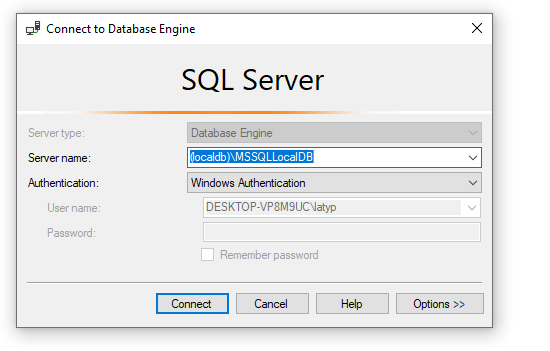 Connect to Database Engine
SQL Server
Server type: Database Engine
Server name: (localdb)\MSSQLLocalDB
Authentication: Windows Authentication
User name: DESKTOP-VP8M9UC\latyp
Password:
Remember password
Connect Cancel Help Options >>